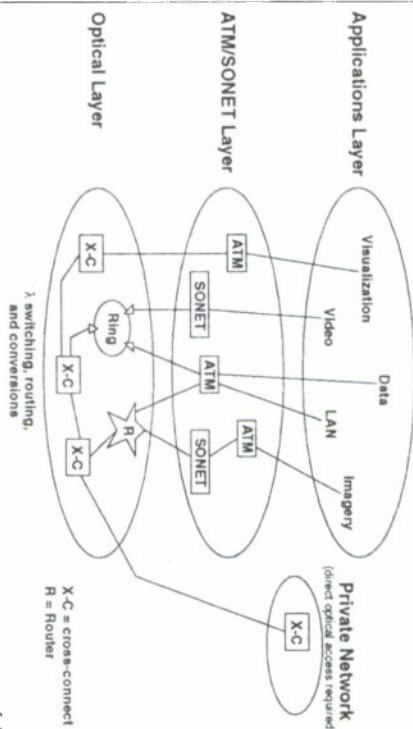 Applications Layer
Visualization
Video
Data
LAN
Imagery
Private Network
(direct optical access required)
X-C
ATM/SONET Layer
ATM
SONET
ATM
SONET
ATM
Optical Layer
X-C
Ring
X-C
R
X-C
λ switching, routing,
and conversions
X-C = cross-connect
R = Router